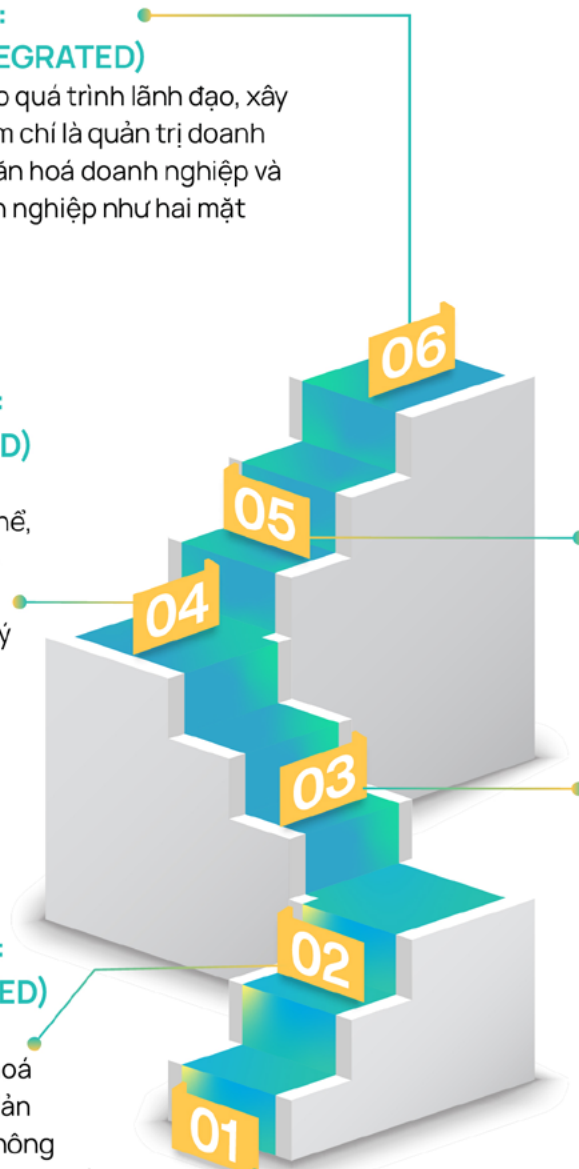 :
EGRATED)
o quá trình lãnh đạo, xây
m chí là quản trị doanh
ăn hoá doanh nghiệp và
n nghiệp như hai mặt
06
:
D)
hể,
05
04
ý
03
:
ED)
02
oá
ản
hông
01